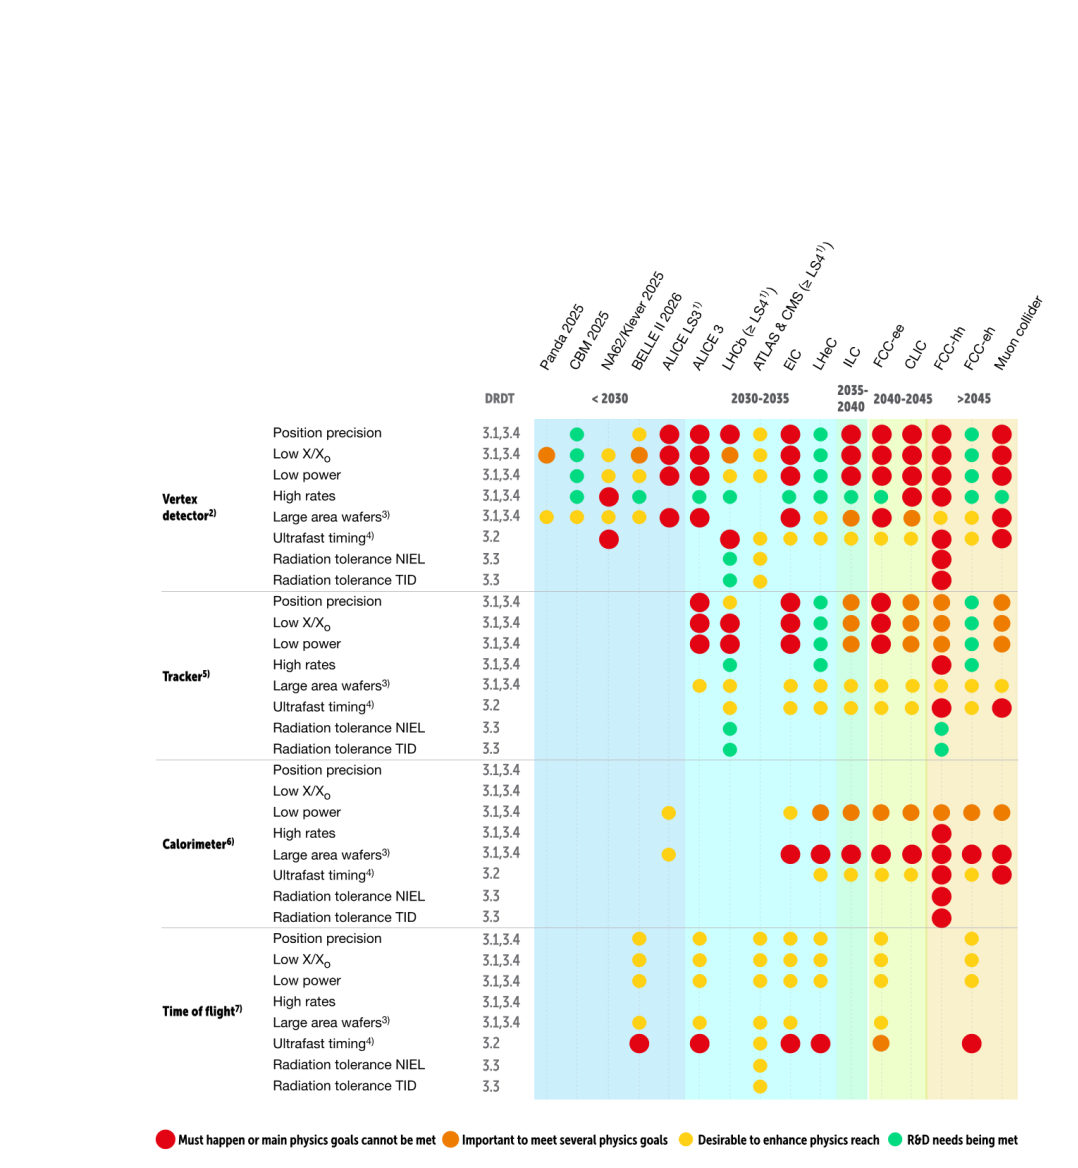 Panda 2025
CBM 2025
NA62/Klever 2025
BELLE II 2026
ALICE LS3 1)
ALICE 3
LHCb (≥ LS4 1))
ATLAS & CMS (≥ LS4 1))
EIC
LHeC
ILC
FCC-ee
CLIC
FCC-hh
FCC-eh
Muon collider
DRDT
< 2030
2030-2035
2035-
2040
2040-2045
>2045
Vertex
detector2)
Position precision 3.1,3.4
Low X/Xo 3.1,3.4
Low power 3.1,3.4
High rates 3.1,3.4
Large area wafers3) 3.1,3.4
Ultrafast timing4) 3.2
Radiation tolerance NIEL 3.3
Radiation tolerance TID 3.3
Tracker5)
Position precision 3.1,3.4
Low X/Xo 3.1,3.4
Low power 3.1,3.4
High rates 3.1,3.4
Large area wafers3) 3.1,3.4
Ultrafast timing4) 3.2
Radiation tolerance NIEL 3.3
Radiation tolerance TID 3.3
Calorimeter6)
Position precision 3.1,3.4
Low X/Xo 3.1,3.4
Low power 3.1,3.4
High rates 3.1,3.4
Large area wafers3) 3.1,3.4
Ultrafast timing4) 3.2
Radiation tolerance NIEL 3.3
Radiation tolerance TID 3.3
Time of flight7)
Position precision 3.1,3.4
Low X/Xo 3.1,3.4
Low power 3.1,3.4
High rates 3.1,3.4
Large area wafers3) 3.1,3.4
Ultrafast timing4) 3.2
Radiation tolerance NIEL 3.3
Radiation tolerance TID 3.3
Must happen or main physics goals cannot be met
Important to meet several physics goals
Desirable to enhance physics reach
R&D needs being met